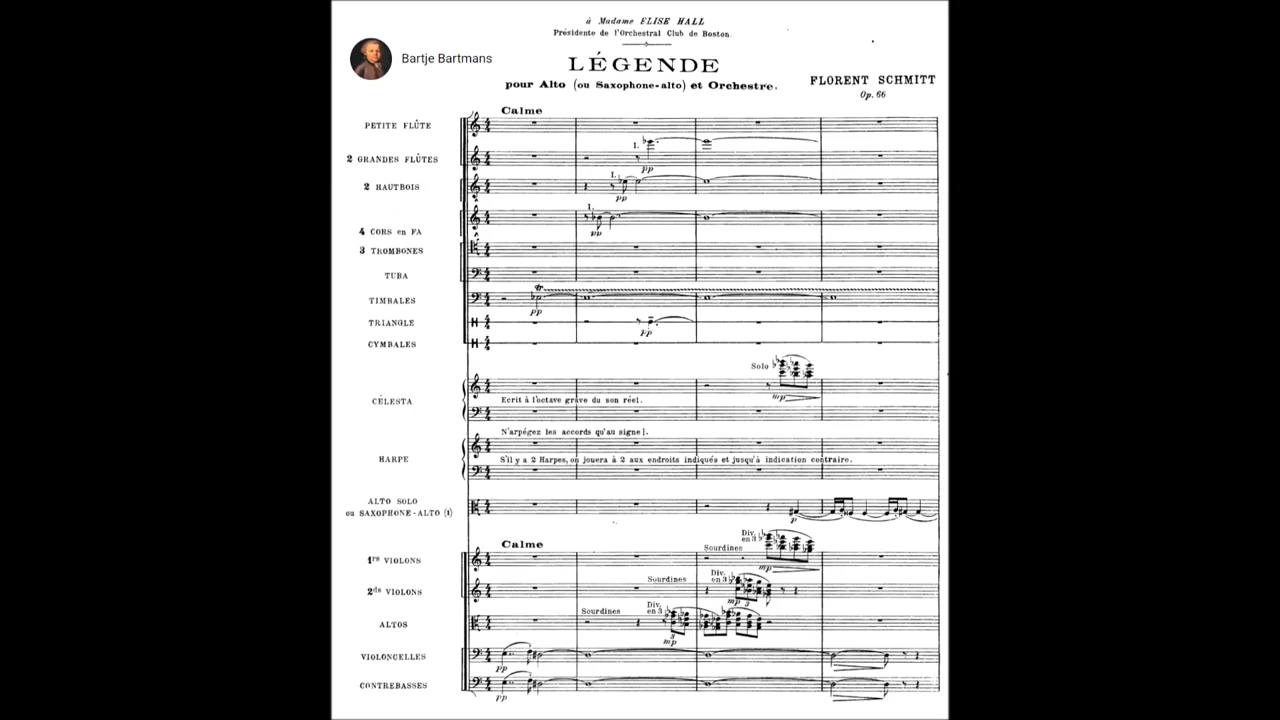 à Madame ELISE HALL
Présidente de l'Orchestral Club de Boston.
Bartje Bartmans
LÉGENDE
pour Alto (ou Saxophone-alto) et Orchestre.
FLORENT SCHMITT
Op. 66
Calme
PETITE FLÛTE
I.
2 GRANDES FLÛTES
pp
I.
2 HAUTBOIS
pp
I.
4 CORS en FA
pp
3 TROMBONES
TUBA
TIMBALES
pp
TRIANGLE
pp
CYMBALES
Solo
mp
CÉLESTA
Ecrit à l'octave grave du son réel.
N'arpégez les accords qu'au signe
HARPE
S'il y a 2 Harpes, on jouera à 2 aux endroits indiqués et jusqu'à indication contraire.
ALTO SOLO
ou SAXOPHONE-ALTO (1)
p
Calme
Div. en 3
Sourdines
1rs VIOLONS
mp
Sourdines
Div. en 3
2ds VIOLONS
mp 3
Sourdines
Div. en 3
ALTOS
3
mp
VIOLONCELLES
pp
CONTREBASSES
pp